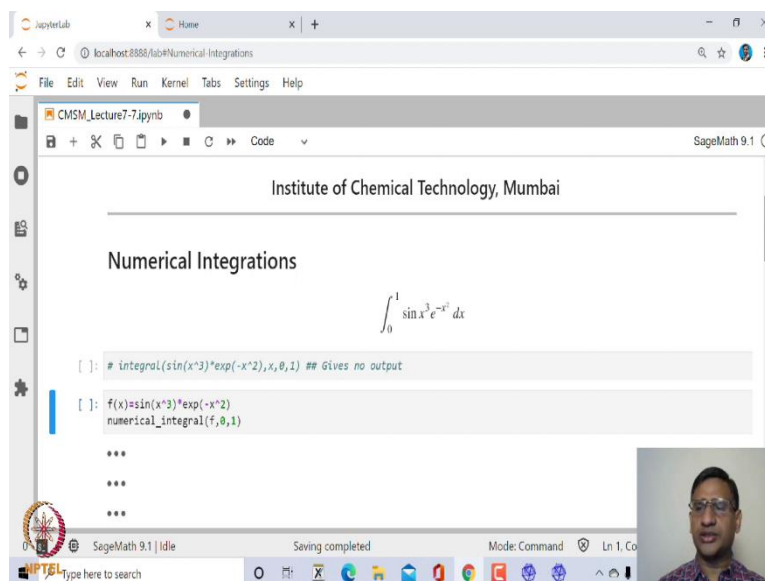 JupyterLab
Home
localhost:8888/lab#Numerical-Integrations
File Edit View Run Kernel Tabs Settings Help
CMSM_Lecture7-7.ipynb
Code
SageMath 9.1
Institute of Chemical Technology, Mumbai
Numerical Integrations
∫₀¹ sin x³ e^{-x²} dx
[ ]: # integral(sin(x^3)*exp(-x^2),x,0,1) ## Gives no output
[ ]: f(x)=sin(x^3)*exp(-x^2)
numerical_integral(f,0,1)
SageMath 9.1 | Idle Saving completed Mode: Command Ln 1, Co
NPTEL
Type here to search